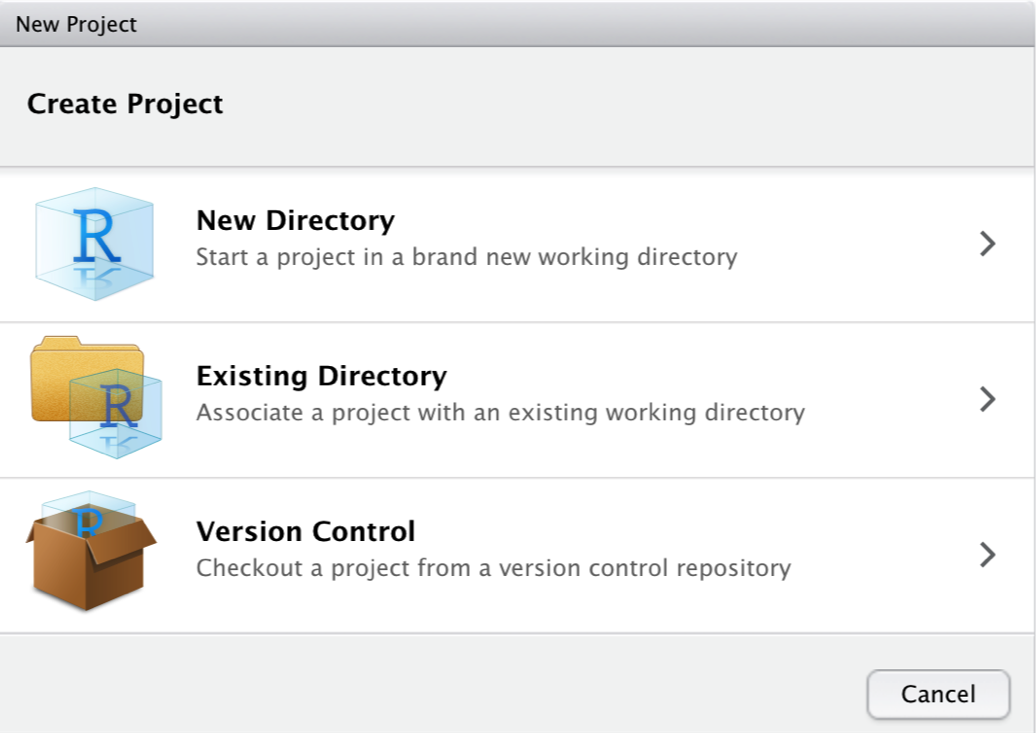 New Project
Create Project
R
New Directory
Start a project in a brand new working directory
R
Existing Directory
Associate a project with an existing working directory
R
Version Control
Checkout a project from a version control repository
Cancel